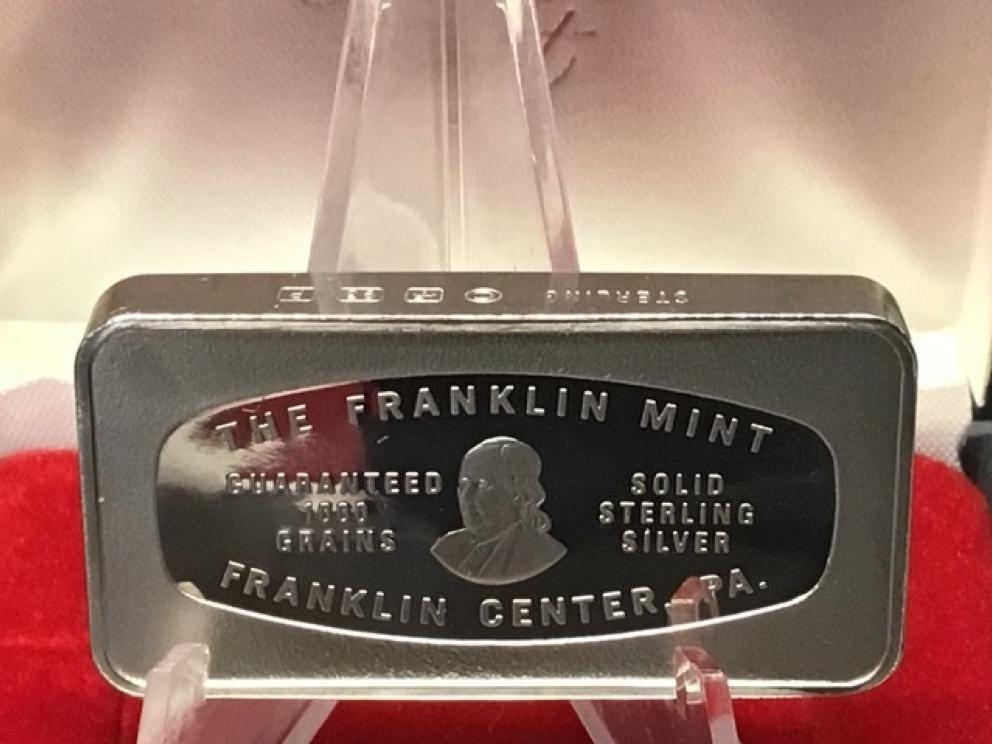 STERLING
THE FRANKLIN MINT
GUARANTEED
1000
GRAINS
SOLID
STERLING
SILVER
FRANKLIN CENTER, PA.